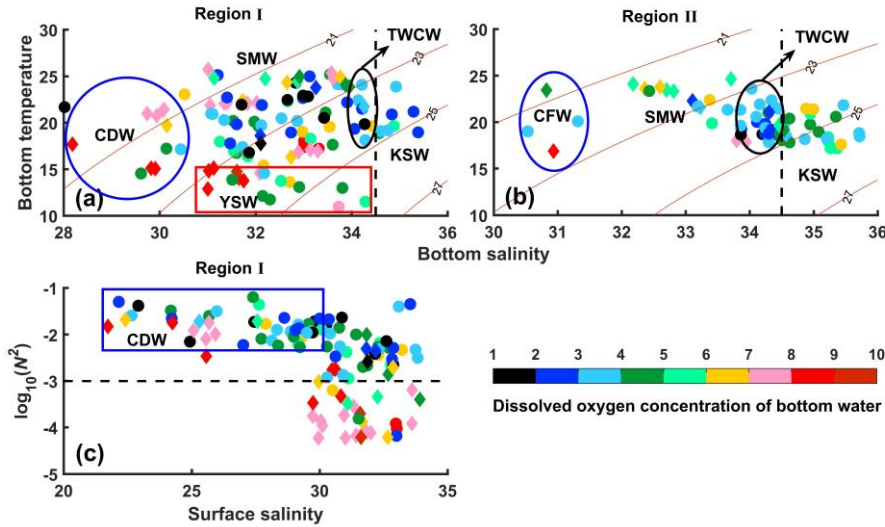 Region I
Region II
30
25
20
15
10
Bottom temperature
28
30
32
34
36
21
25
27
SMW
TWCW
CDW
KSW
YSW
(a)
30
25
20
15
10
30
31
32
33
34
35
36
21
23
25
27
TWCW
CFW
SMW
KSW
(b)
Bottom salinity
Region I
-1
-2
-3
-4
-5
log10(N2)
CDW
(c)
20
25
30
35
Surface salinity
1
2
3
4
5
6
7
8
9
10
Dissolved oxygen concentration of bottom water